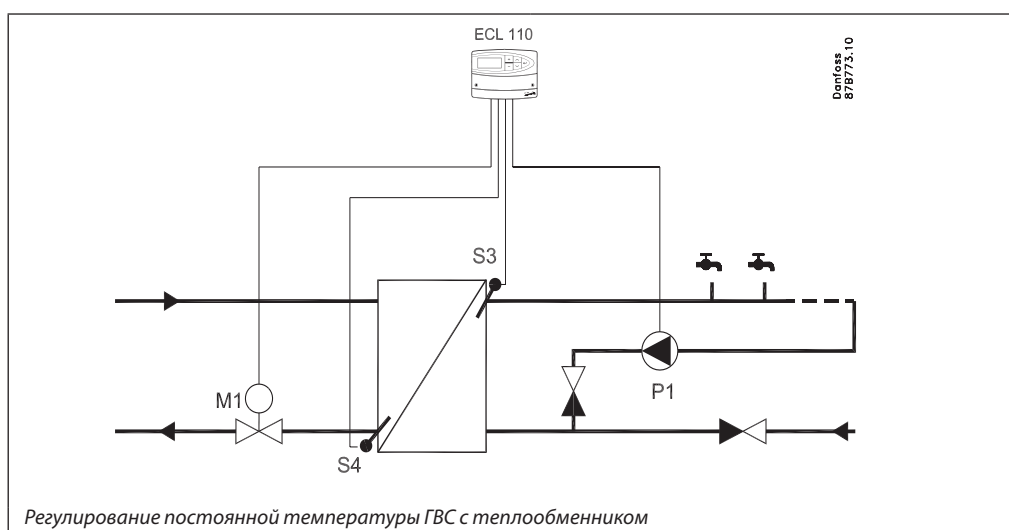 ECL 110
Danfoss
87B773.10
S3
M1
P1
S4
Регулирование постоянной температуры ГВС с теплообменником